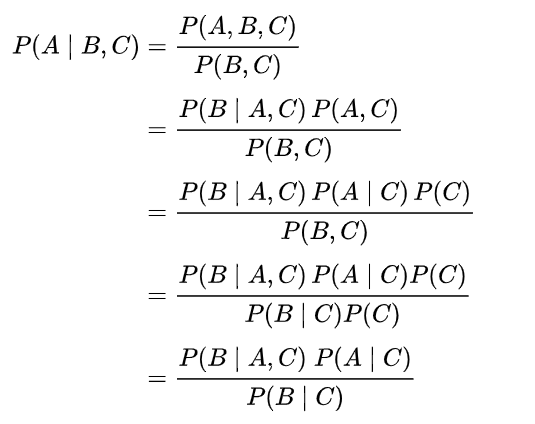 P(A | B, C) = P(A, B, C) / P(B, C)
= P(B | A, C) P(A, C) / P(B, C)
= P(B | A, C) P(A | C) P(C) / P(B, C)
= P(B | A, C) P(A | C)P(C) / P(B | C)P(C)
= P(B | A, C) P(A | C) / P(B | C)